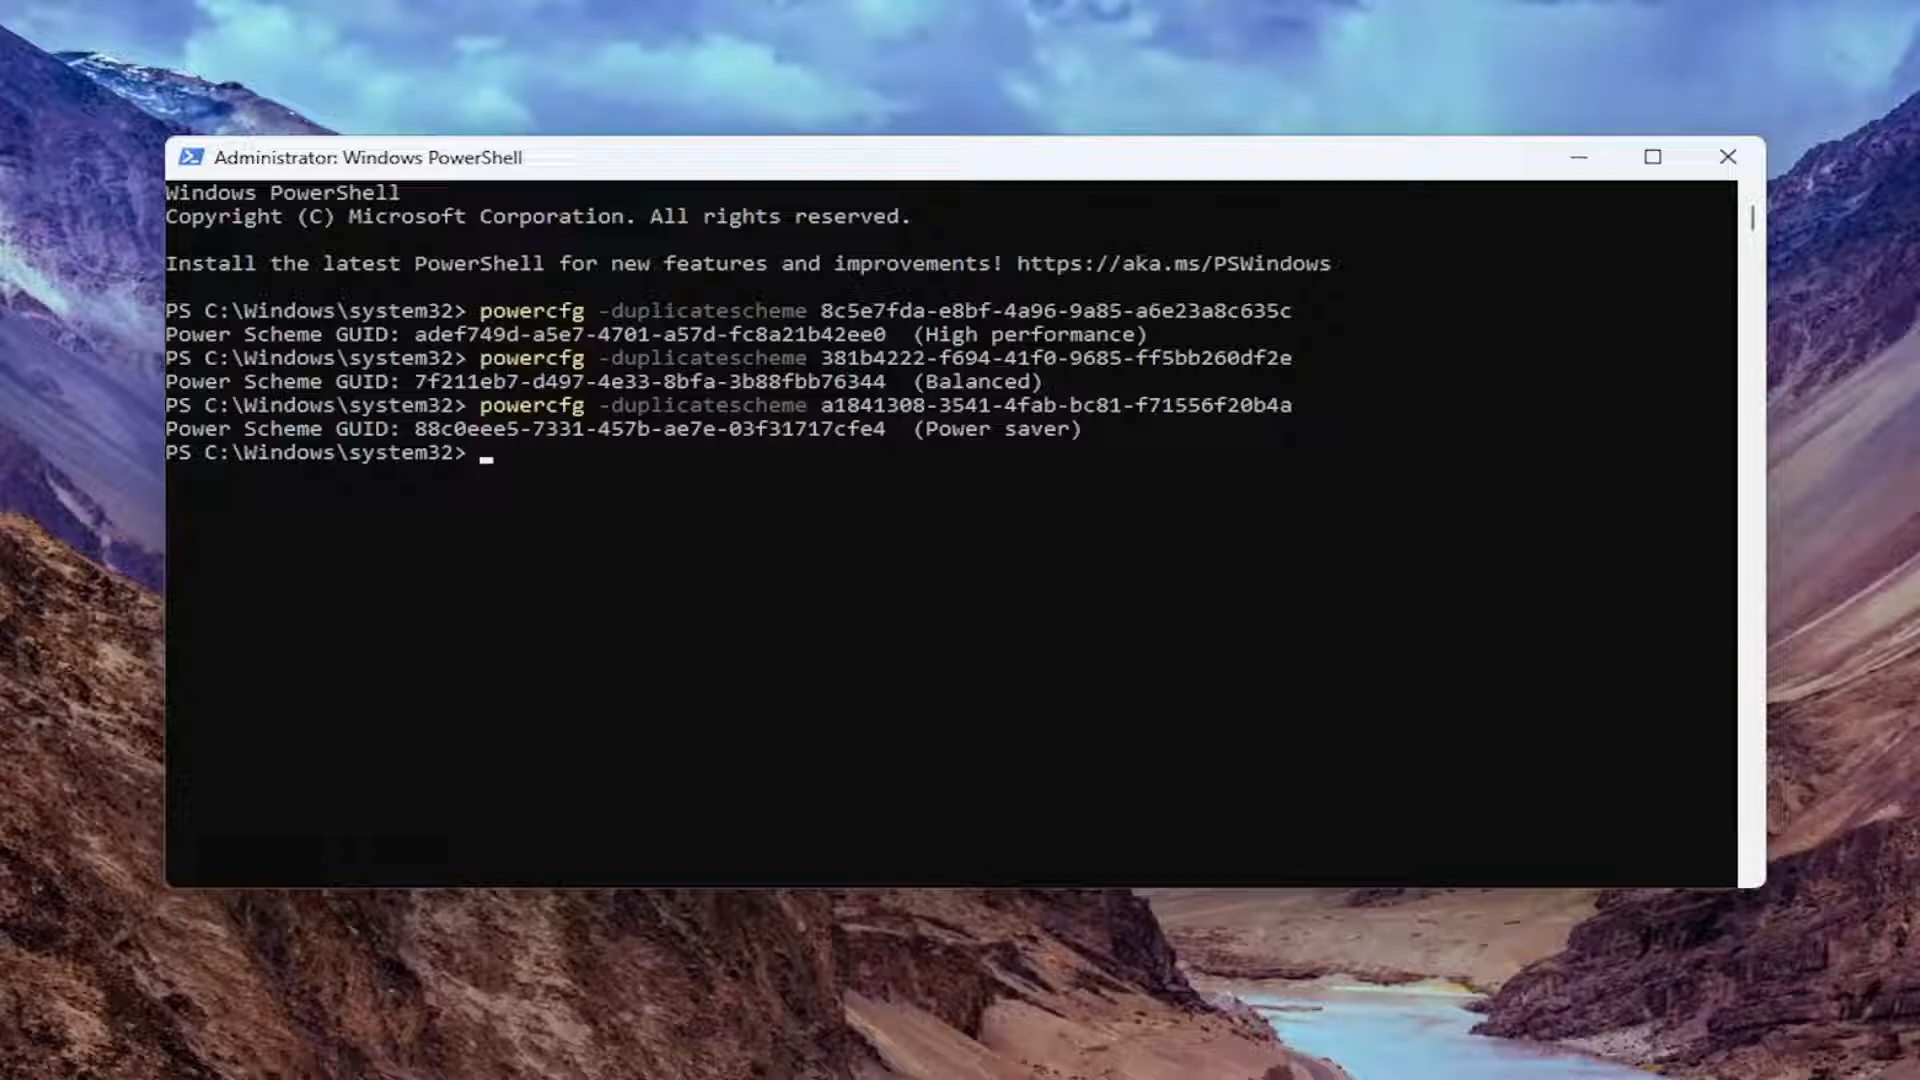 Administrator: Windows PowerShell
Windows PowerShell
Copyright (C) Microsoft Corporation. All rights reserved.
Install the latest PowerShell for new features and improvements! https://aka.ms/PSWindows
PS C:\Windows\system32> powercfg -duplicatescheme 8c5e7fda-e8bf-4a96-9a85-a6e23a8c635c
Power Scheme GUID: adef749d-a5e7-4701-a57d-fc8a21b42ee0  (High performance)
PS C:\Windows\system32> powercfg -duplicatescheme 381b4222-f694-41f0-9685-ff5bb260df2e
Power Scheme GUID: 7f211eb7-d497-4e33-8bfa-3b88fbb76344  (Balanced)
PS C:\Windows\system32> powercfg -duplicatescheme a1841308-3541-4fab-bc81-f71556f20b4a
Power Scheme GUID: 88c0eee5-7331-457b-ae7e-03f31717cfe4  (Power saver)
PS C:\Windows\system32>